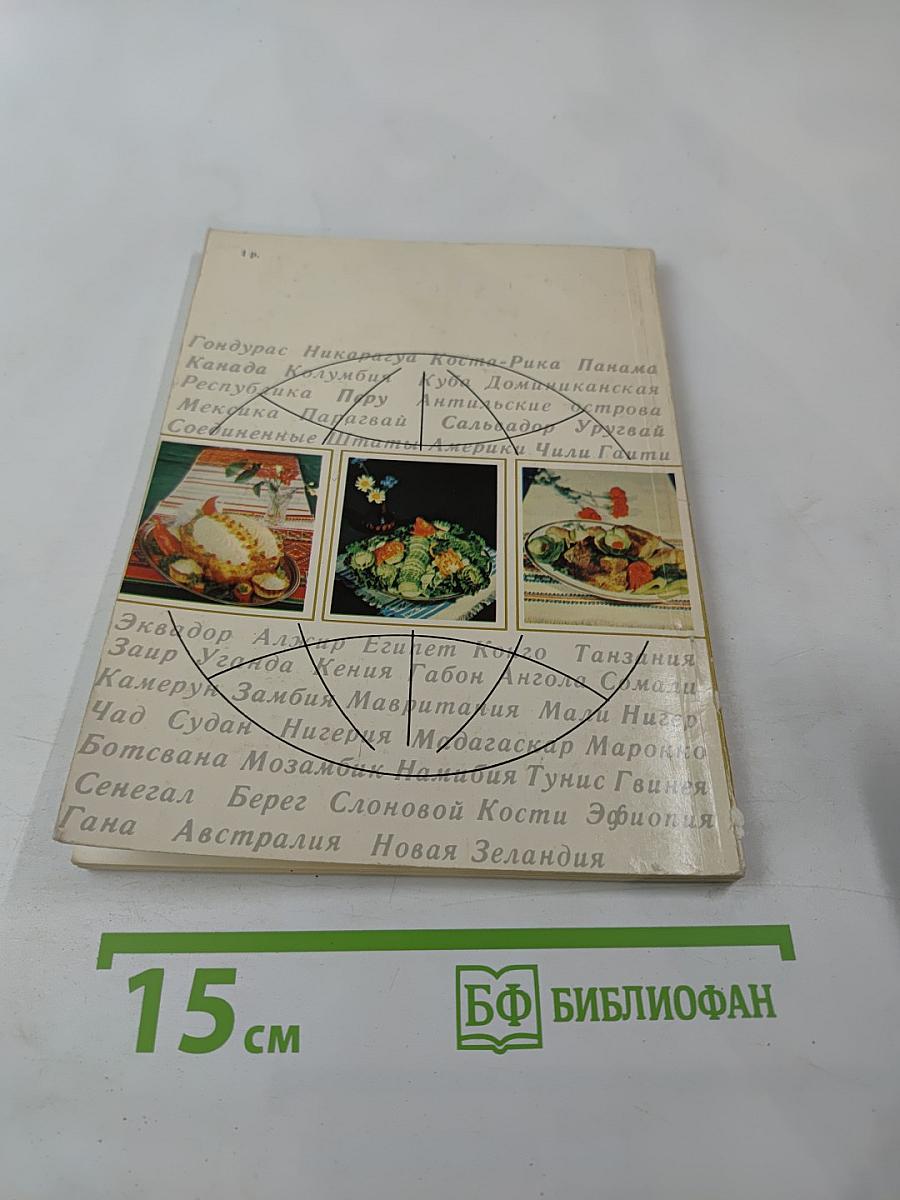 1 р.
Гондурас Никарагуа Коста-Рика Панама
Канада Колумбия Куба Доминиканская
Республика Перу Антильские острова
Мексика Парагвай Сальвадор Уругвай
Соединенные Штаты Америки Чили Гаити
Эквадор Алжир Египет Конго Танзания
Заир Уганда Кения Габон Ангола Сомали
Камерун Замбия Мавритания Мали Нигер
Чад Судан Нигерия Мадагаскар Марокко
Ботсвана Мозамбик Намибия Тунис Гвинея
Сенегал Берег Слоновой Кости Эфиопия
Гана Австралия Новая Зеландия
15 см
БФ БИБЛИОФАН